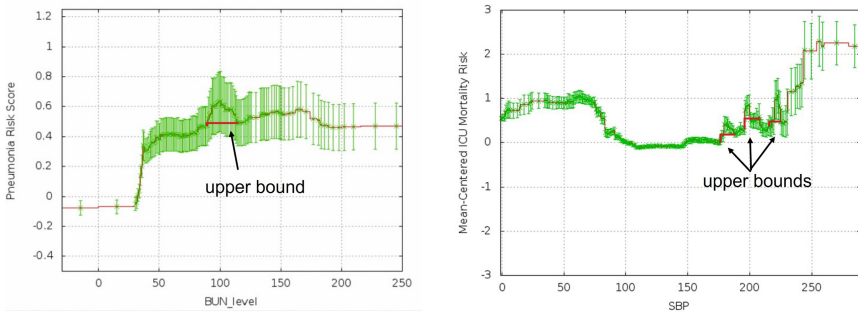 1.2
1
0.8
0.6
0.4
0.2
0
-0.2
-0.4
Pneumonia Risk Score
upper bound
0 50 100 150 200 250
BUN_level
3
2
1
0
-1
-2
-3
Mean-Centered ICU Mortality Risk
upper bounds
0 50 100 150 200 250
SBP